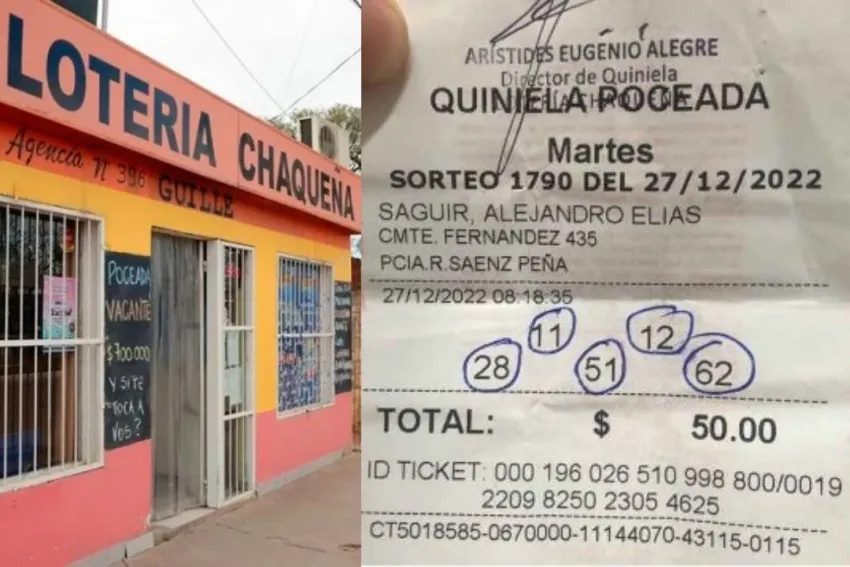 LOTERIA CHAQUEÑA
Agencia N° 396 GUILLE
POCEADA
VACANTE
$700.000
Y SI TE
TOCA A
VOS?
ARÍSTIDES EUGENIO ALEGRE
Director de Quiniela
LOTERÍA CHAQUEÑA
QUINIELA POCEADA
Martes
SORTEO 1790 DEL 27/12/2022
SAGUIR, ALEJANDRO ELIAS
CMTE. FERNANDEZ 435
PCIA.R.SAENZ PEÑA
27/12/2022 08:18:35
11 12
28 51 62
TOTAL: $ 50.00
ID TICKET: 000 196 026 510 998 800/0019
2209 8250 2305 4625
CT5018585-0670000-11144070-43115-0115